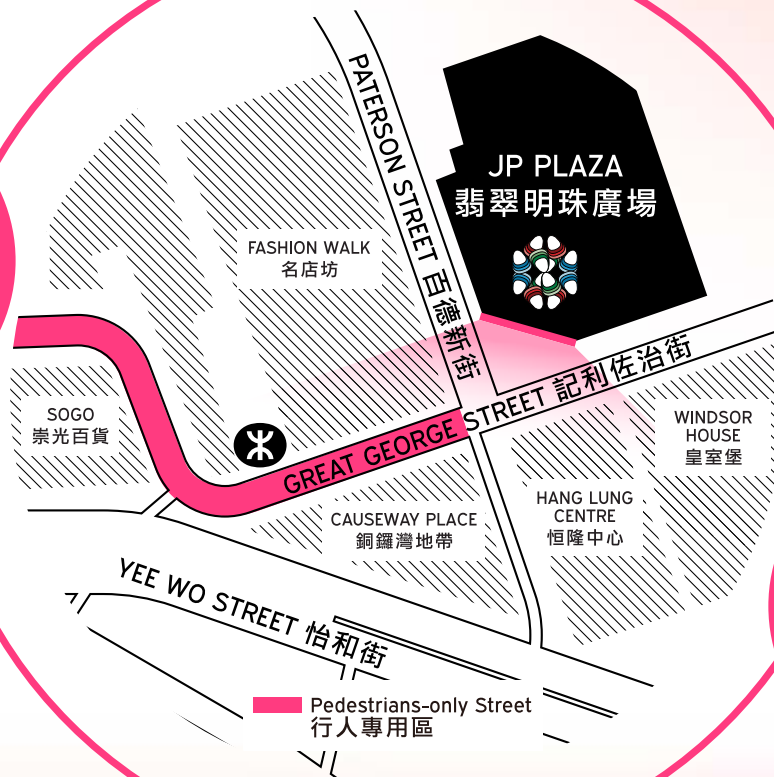 PATERSON STREET 百德新街
JP PLAZA
翡翠明珠廣場
FASHION WALK
名店坊
SOGO
崇光百貨
GREAT GEORGE STREET 記利佐治街
WINDSOR
HOUSE
皇室堡
HANG LUNG
CENTRE
恒隆中心
CAUSEWAY PLACE
銅鑼灣地帶
YEE WO STREET 怡和街
Pedestrians-only Street
行人專用區